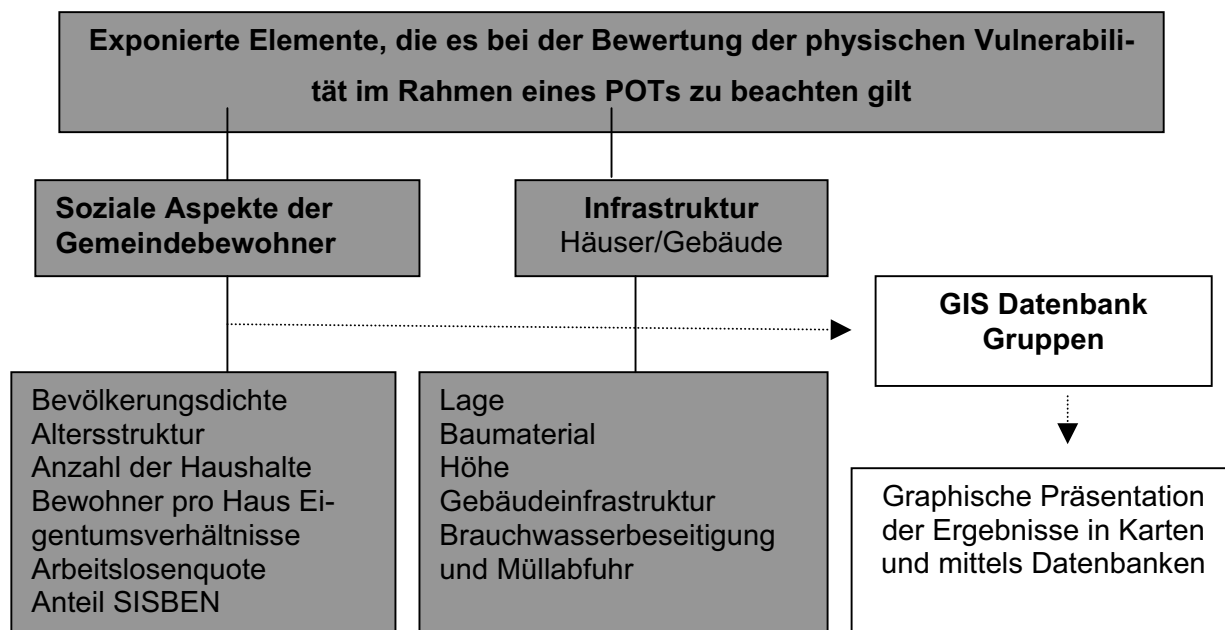 Exponierte Elemente, die es bei der Bewertung der physischen Vulnerabili-
tät im Rahmen eines POTs zu beachten gilt
Soziale Aspekte der
Gemeindebewohner
Infrastruktur
Häuser/Gebäude
GIS Datenbank
Gruppen
Bevölkerungsdichte
Altersstruktur
Anzahl der Haushalte
Bewohner pro Haus Ei-
gentumsverhältnisse
Arbeitslosenquote
Anteil SISBEN
Lage
Baumaterial
Höhe
Gebäudeinfrastruktur
Brauchwasserbeseitigung
und Müllabfuhr
Graphische Präsentation
der Ergebnisse in Karten
und mittels Datenbanken